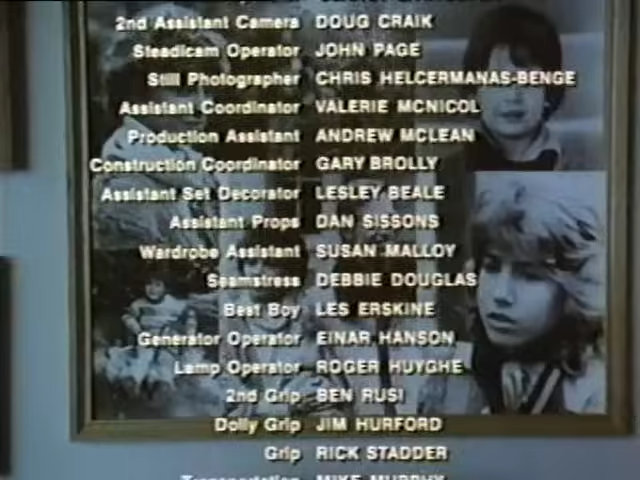 2nd Assistant Camera DOUG CRAIK
Steadicam Operator JOHN PAGE
Still Photographer CHRIS HELCERMANAS-BENGE
Assistant Coordinator VALERIE MCNICOL
Production Assistant ANDREW MCLEAN
Construction Coordinator GARY BROLLY
Assistant Set Decorator LESLEY BEALE
Assistant Props DAN SISSONS
Wardrobe Assistant SUSAN MALLOY
Seamstress DEBBIE DOUGLAS
Best Boy LES ERSKINE
Generator Operator EINAR HANSON
Lamp Operator ROGER HUYGHE
2nd Grip BEN RUSI
Dolly Grip JIM HURFORD
Grip RICK STADDER
Transportation MIKE MURPHY